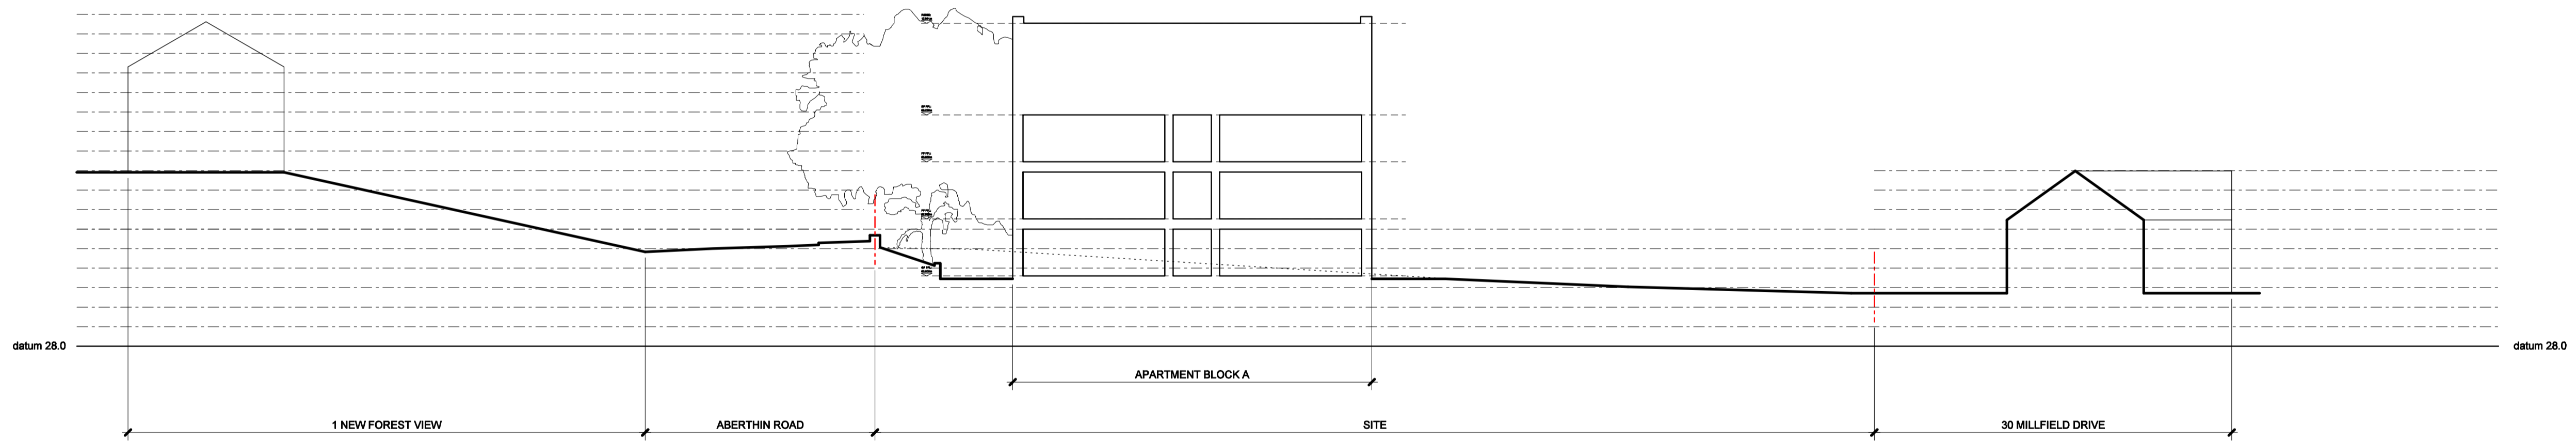 datum 28.0
datum 28.0
APARTMENT BLOCK A
1 NEW FOREST VIEW
ABERTHIN ROAD
SITE
30 MILLFIELD DRIVE